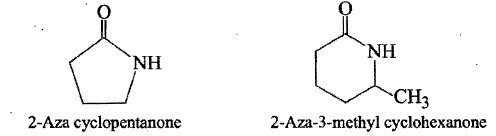 O
NH
2-Aza cyclopentanone
O
NH
CH3
2-Aza-3-methyl cyclohexanone